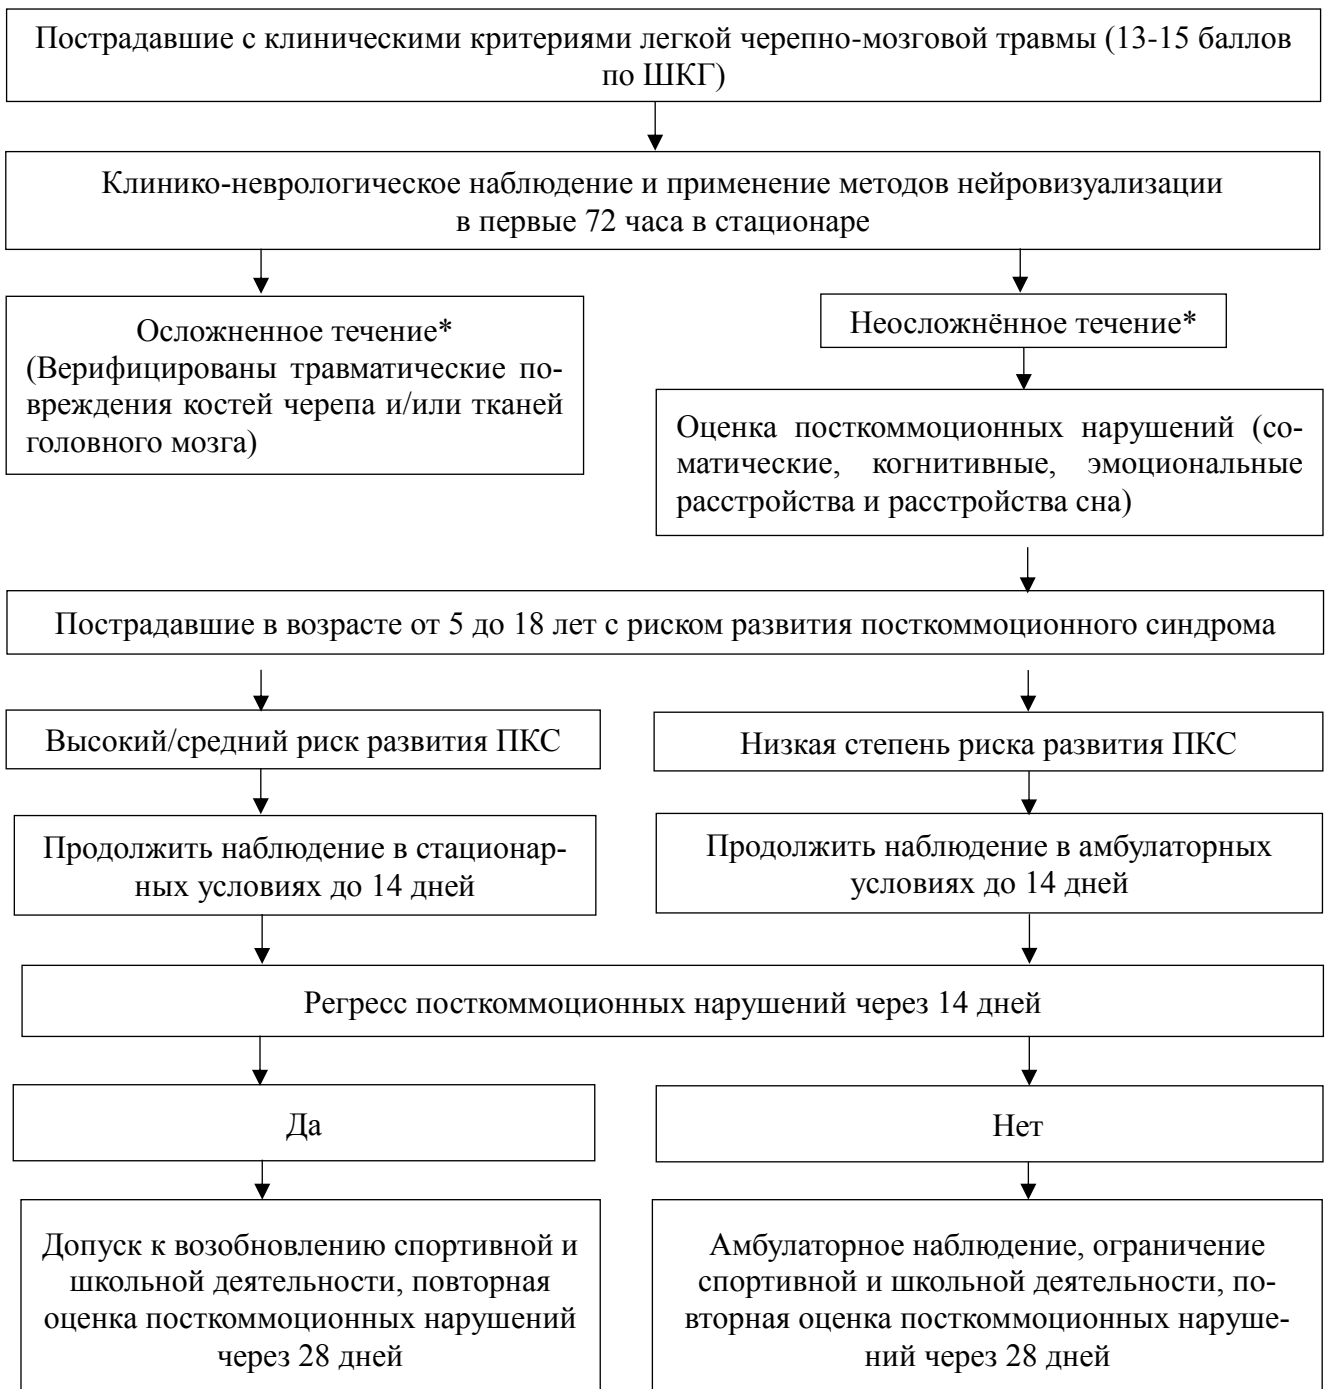 Пострадавшие с клиническими критериями легкой черепно-мозговой травмы (13-15 баллов
по ШКГ)
Клинико-неврологическое наблюдение и применение методов нейровизуализации
в первые 72 часа в стационаре
Осложненное течение*
(Верифицированы травматические по-
вреждения костей черепа и/или тканей
головного мозга)
Неосложнённое течение*
Оценка посткоммоционных нарушений (со-
матические, когнитивные, эмоциональные
расстройства и расстройства сна)
Пострадавшие в возрасте от 5 до 18 лет с риском развития посткоммоционного синдрома
Высокий/средний риск развития ПКС
Низкая степень риска развития ПКС
Продолжить наблюдение в стационар-
ных условиях до 14 дней
Продолжить наблюдение в амбулаторных
условиях до 14 дней
Регресс посткоммоционных нарушений через 14 дней
Да
Нет
Допуск к возобновлению спортивной и
школьной деятельности, повторная
оценка посткоммоционных нарушений
через 28 дней
Амбулаторное наблюдение, ограничение
спортивной и школьной деятельности, по-
вторная оценка посткоммоционных наруше-
ний через 28 дней